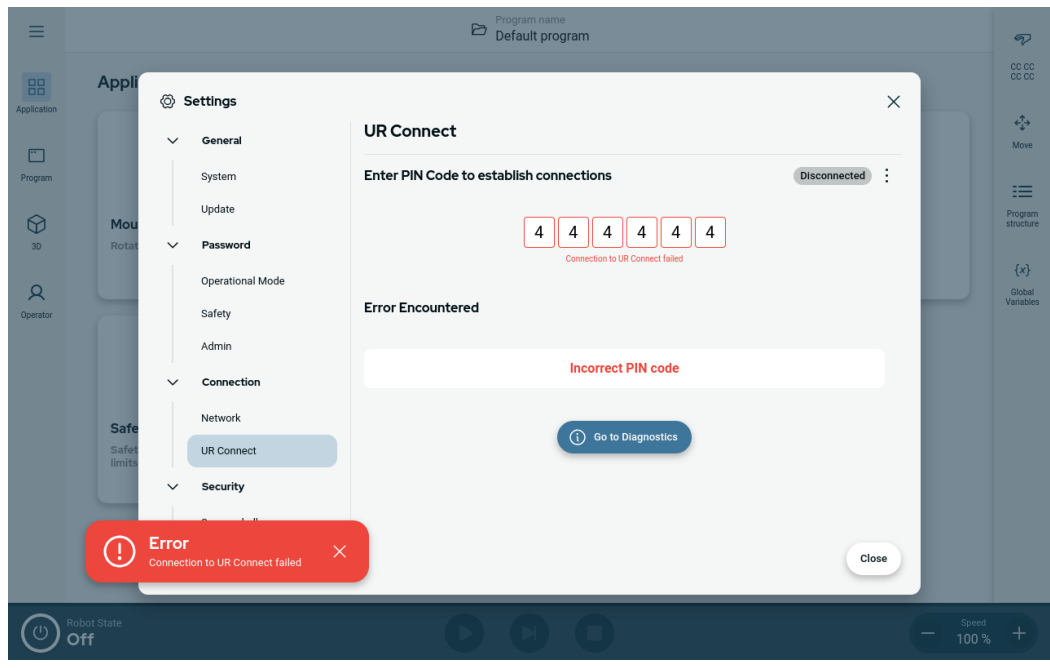 Program name
Default program
Application
Program
3D
Operator
Appli
Mou
Rotat
Safe
Safet
limits
Settings
General
System
Update
Password
Operational Mode
Safety
Admin
Connection
Network
UR Connect
Security
UR Connect
Enter PIN Code to establish connections
Disconnected
4 4 4 4 4 4
Connection to UR Connect failed
Error Encountered
Incorrect PIN code
Go to Diagnostics
Close
Error
Connection to UR Connect failed
CC CC
CC CC
Move
Program
structure
{x}
Global
Variables
Robot State
Off
Speed
100 %